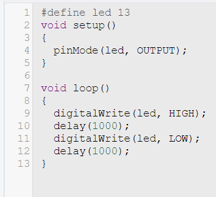 1 #define led 13
2 void setup()
3 {
4   pinMode(led, OUTPUT);
5 }
6
7 void loop()
8 {
9   digitalWrite(led, HIGH);
10   delay(1000);
11   digitalWrite(led, LOW);
12   delay(1000);
13 }